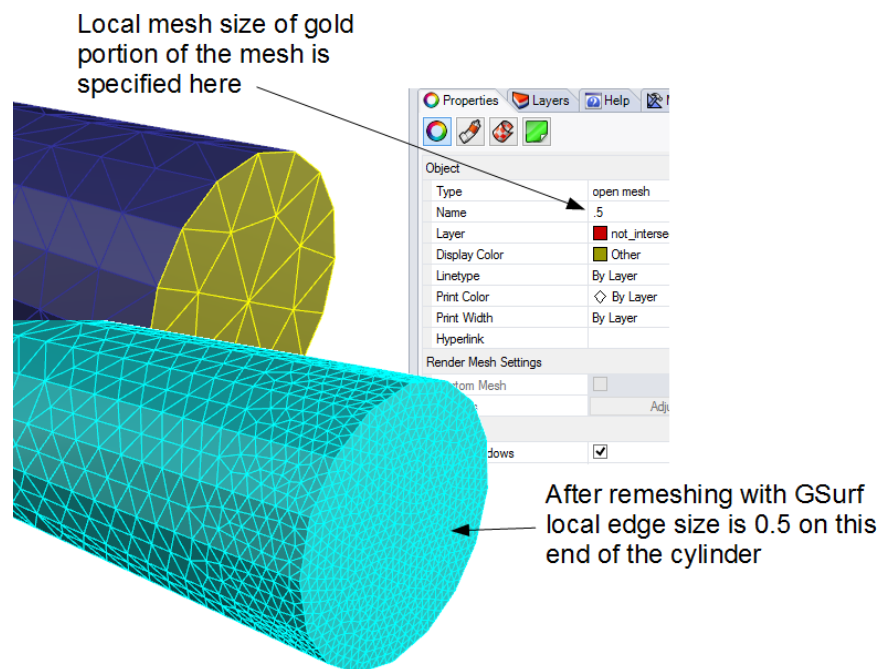 Local mesh size of gold
portion of the mesh is
specified here
Properties Layers Help
Object
Type open mesh
Name .5
Layer not_interse
Display Color Other
Linetype By Layer
Print Color By Layer
Print Width By Layer
Hyperlink
Render Mesh Settings
Mesh
Adju
After remeshing with GSurf
local edge size is 0.5 on this
end of the cylinder